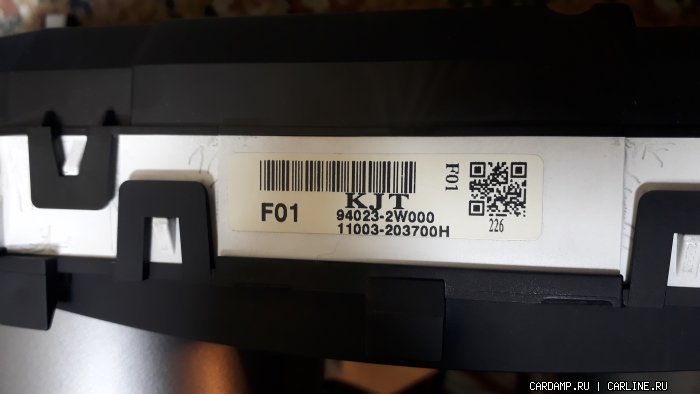 KJT
F01
94023-2W000
11003-203700H
F01
226
CARDAMP.RU | CARLINE.RU